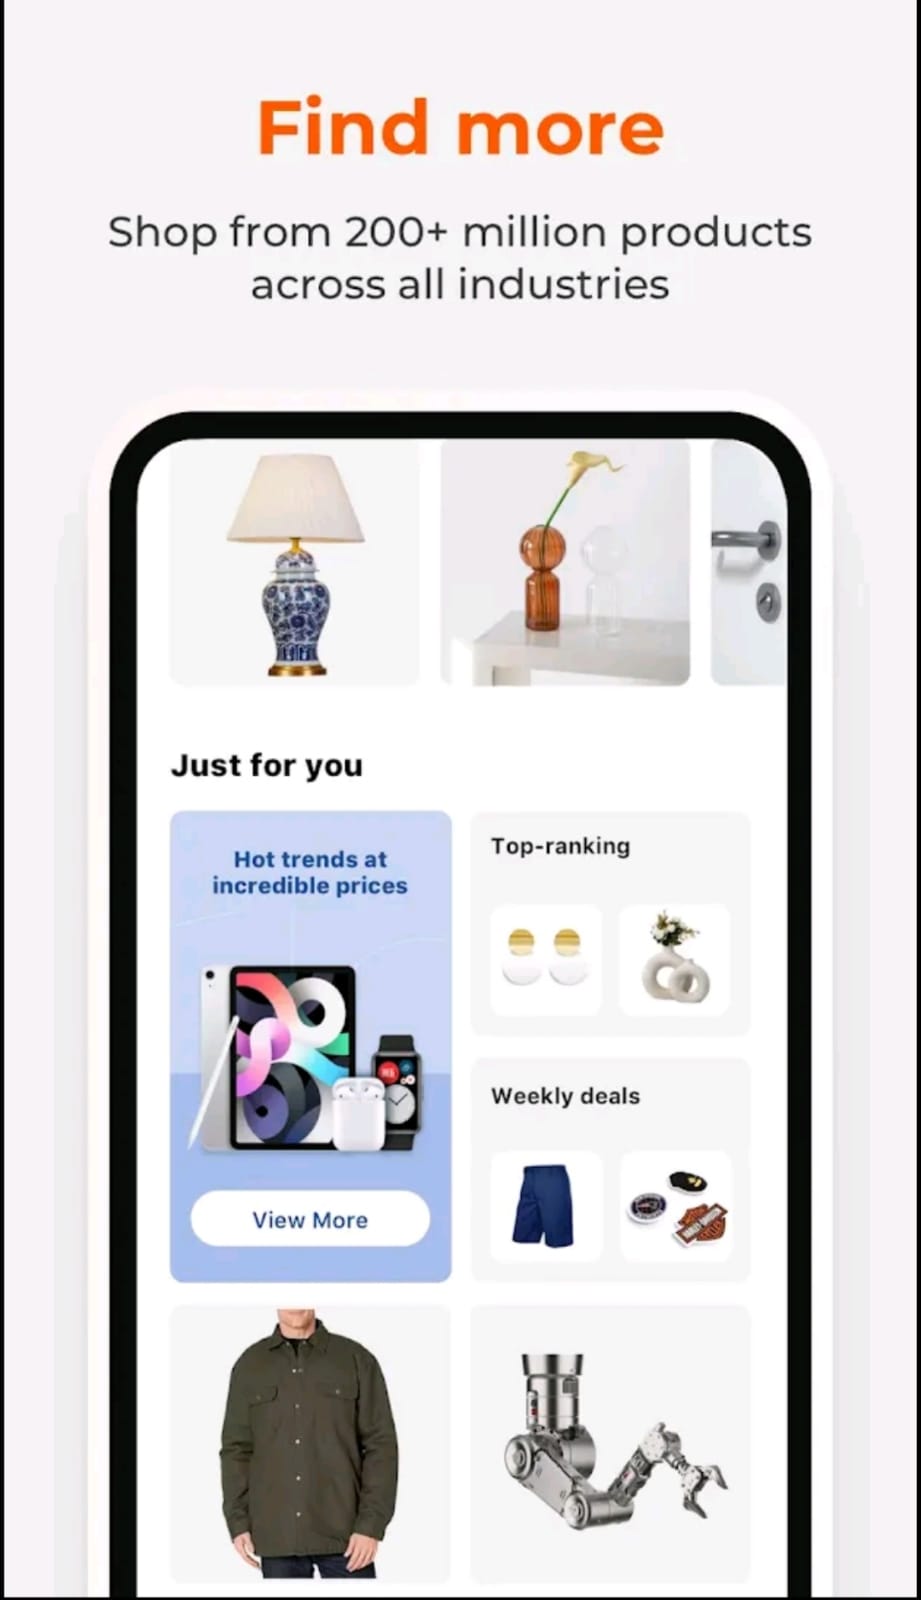 Find more
Shop from 200+ million products
across all industries
Just for you
Hot trends at
incredible prices
Top-ranking
Weekly deals
View More